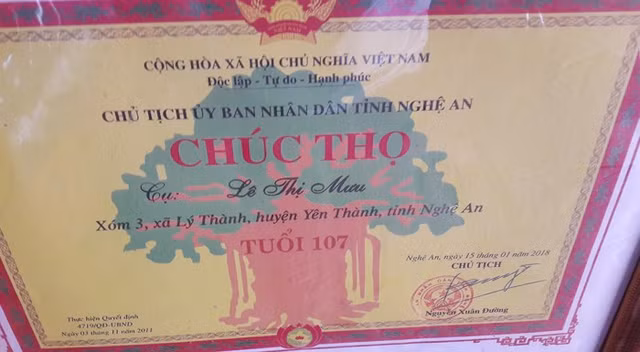 CỘNG HÒA XÃ HỘI CHỦ NGHĨA VIỆT NAM
Độc lập - Tự do - Hạnh phúc
CHỦ TỊCH ỦY BAN NHÂN DÂN TỈNH NGHỆ AN
CHÚC THỌ
Cụ: Lê Thị Mưu
Xóm 3, xã Lý Thành, huyện Yên Thành, tỉnh Nghệ An
TUỔI 107
Nghệ An, ngày 15 tháng 01 năm 2018
CHỦ TỊCH
Nguyễn Xuân Đường
Thực hiện Quyết định
4719/QĐ-UBND
Ngày 03 tháng 11 2011